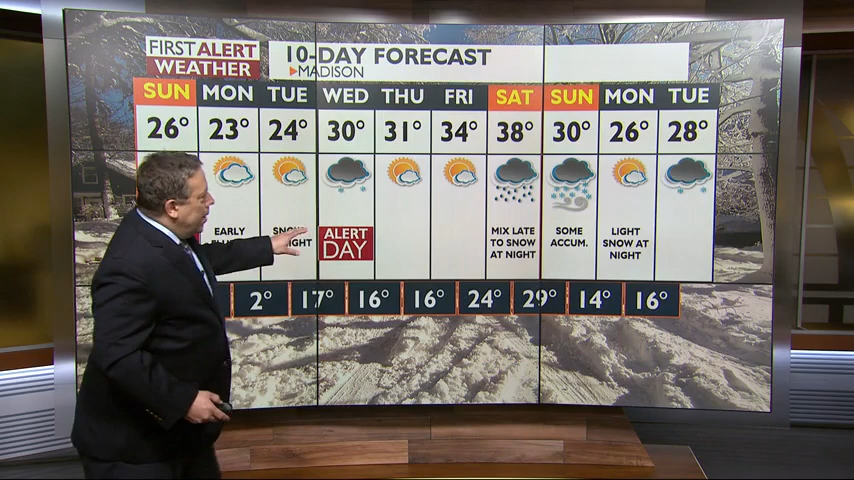 FIRST ALERT
WEATHER
10-DAY FORECAST
MADISON
SUN MON TUE WED THU FRI SAT SUN MON TUE
26° 23° 24° 30° 31° 34° 38° 30° 26° 28°
EARLY
SNOW
ALERT
DAY
MIX LATE
TO SNOW
AT NIGHT
SOME
ACCUM.
LIGHT
SNOW AT
NIGHT
2° 17° 16° 16° 24° 29° 14° 16°